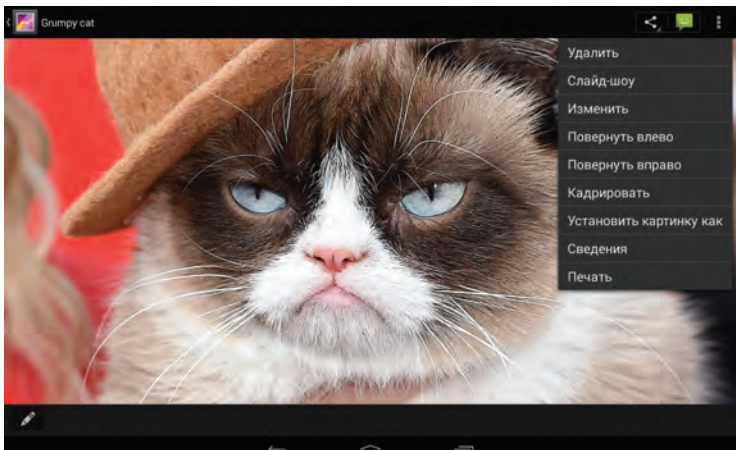 Grumpy cat
Удалить
Слайд-шоу
Изменить
Повернуть влево
Повернуть вправо
Кадрировать
Установить картинку как
Сведения
Печать